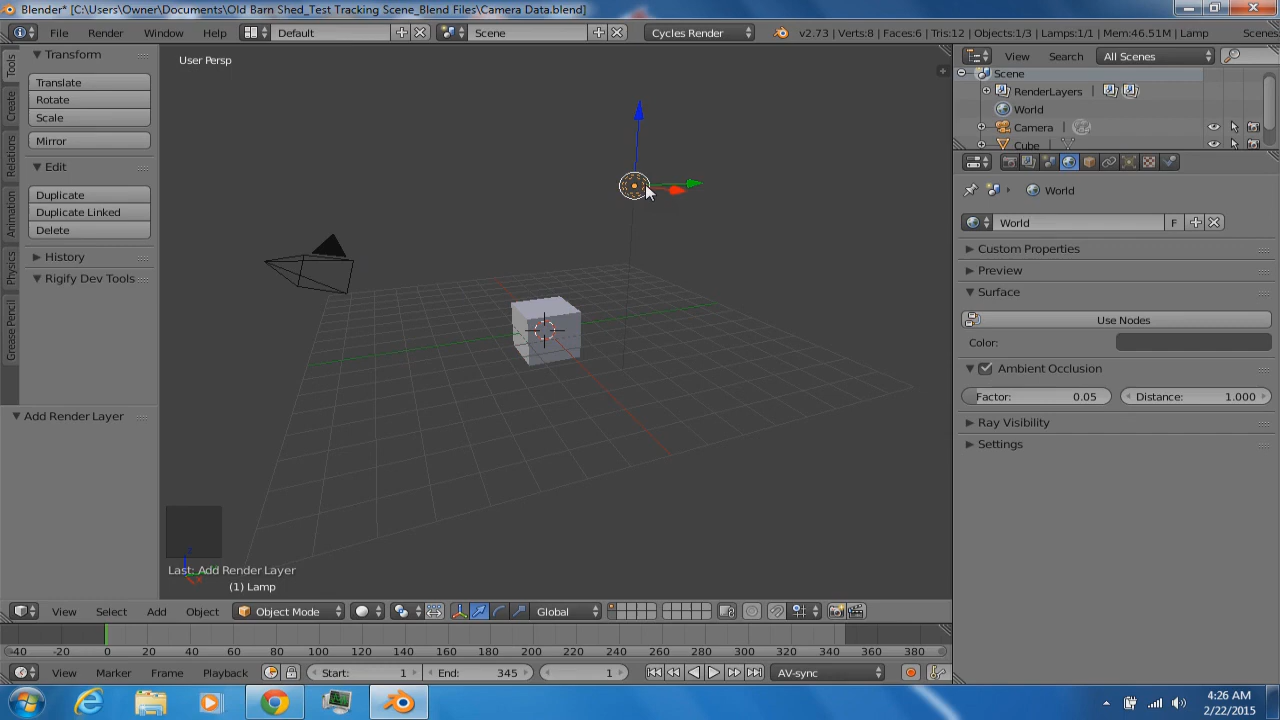 Blender* [C:\Users\Owner\Documents\Old Barn Shed_Test Tracking Scene_Blend Files\Camera Data.blend]
File Render Window Help Default Scene Cycles Render v2.73 | Verts:8 | Faces:6 | Tris:12 | Objects:1/3 | Lamps:1/1 | Mem:46.51M | Lamp Scenes
Tools
Create
Relations
Animation
Physics
Grease Pencil
Transform
Translate
Rotate
Scale
Mirror
Edit
Duplicate
Duplicate Linked
Delete
History
Rigify Dev Tools
Add Render Layer
User Persp
Last: Add Render Layer
(1) Lamp
View Search All Scenes
Scene
RenderLayers
World
Camera
Cube
World
World F
Custom Properties
Preview
Surface
Use Nodes
Color:
Ambient Occlusion
Factor: 0.05 Distance: 1.000
Ray Visibility
Settings
View Select Add Object Object Mode Global
-40 -20 0 20 40 60 80 100 120 140 160 180 200 220 240 260 280 300 320 340 360 380
View Marker Frame Playback Start: 1 End: 345 1 AV-sync
4:26 AM
2/22/2015